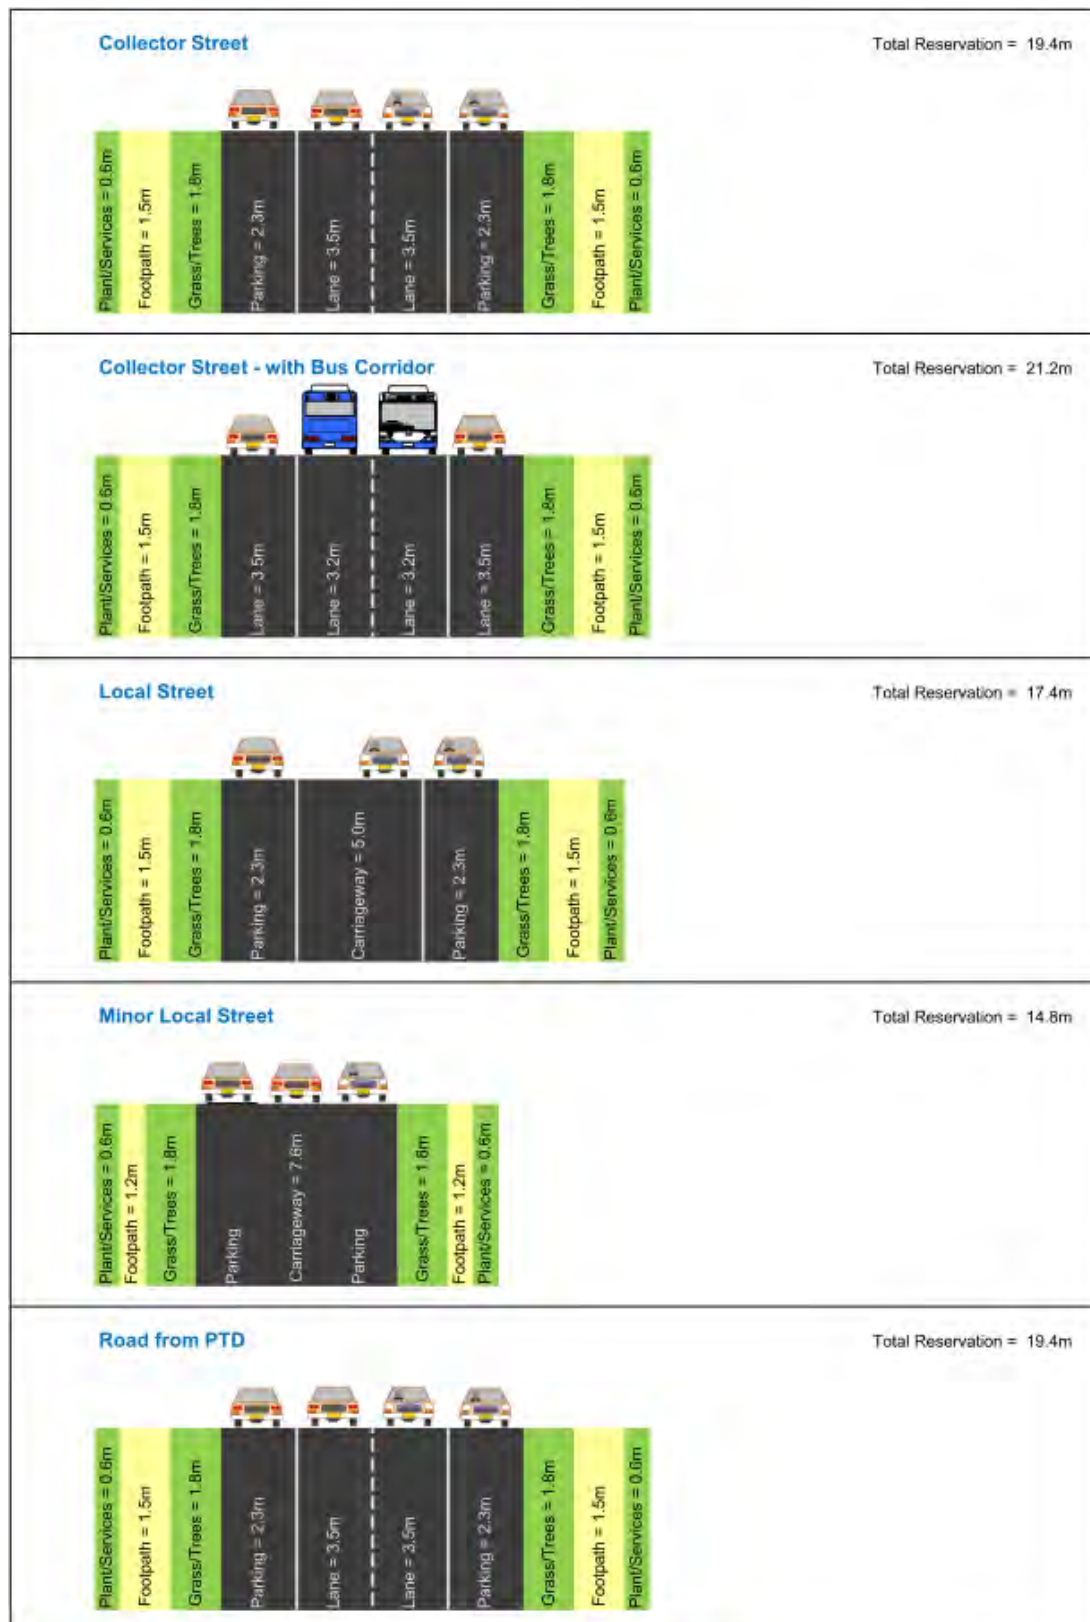 Collector Street
Total Reservation = 19.4m
Plant/Services = 0.6m
Footpath = 1.5m
Grass/Trees = 1.8m
Parking = 2.3m
Lane = 3.5m
Lane = 3.5m
Parking = 2.3m
Grass/Trees = 1.8m
Footpath = 1.5m
Plant/Services = 0.6m
Collector Street - with Bus Corridor
Total Reservation = 21.2m
Plant/Services = 0.6m
Footpath = 1.5m
Grass/Trees = 1.8m
Lane = 3.5m
Lane = 3.2m
Lane = 3.2m
Lane = 3.5m
Grass/Trees = 1.8m
Footpath = 1.5m
Plant/Services = 0.6m
Local Street
Total Reservation = 17.4m
Plant/Services = 0.6m
Footpath = 1.5m
Grass/Trees = 1.8m
Parking = 2.3m
Carriageway = 5.0m
Parking = 2.3m
Grass/Trees = 1.8m
Footpath = 1.5m
Plant/Services = 0.6m
Minor Local Street
Total Reservation = 14.8m
Plant/Services = 0.6m
Footpath = 1.2m
Grass/Trees = 1.8m
Parking
Carriageway = 7.6m
Parking
Grass/Trees = 1.8m
Footpath = 1.2m
Plant/Services = 0.6m
Road from PTD
Total Reservation = 19.4m
Plant/Services = 0.6m
Footpath = 1.5m
Grass/Trees = 1.8m
Parking = 2.3m
Lane = 3.5m
Lane = 3.5m
Parking = 2.3m
Grass/Trees = 1.8m
Footpath = 1.5m
Plant/Services = 0.6m